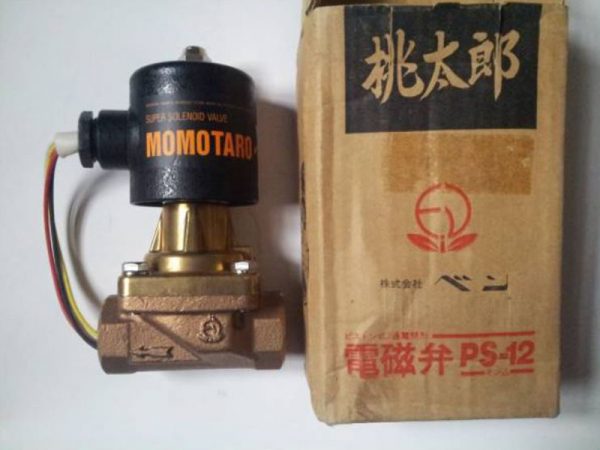 SUPER SOLENOID VALVE
MOMOTARO
桃太郎
株式会社 ベン
電磁弁 PS-12